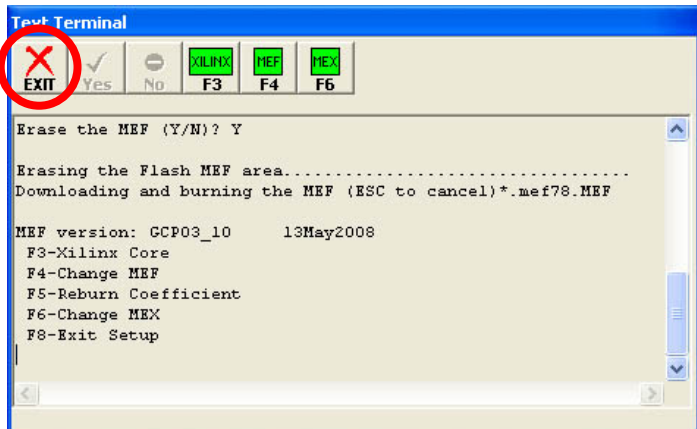 Text Terminal
EXIT Yes No XILINX F3 MEF F4 MEX F6
Erase the MEF (Y/N)? Y
Erasing the Flash MEF area..................................
Downloading and burning the MEF (ESC to cancel)*.mef78.MEF
MEF version: GCP03_10 13May2008
F3-Xilinx Core
F4-Change MEF
F5-Reburn Coefficient
F6-Change MEX
F8-Exit Setup